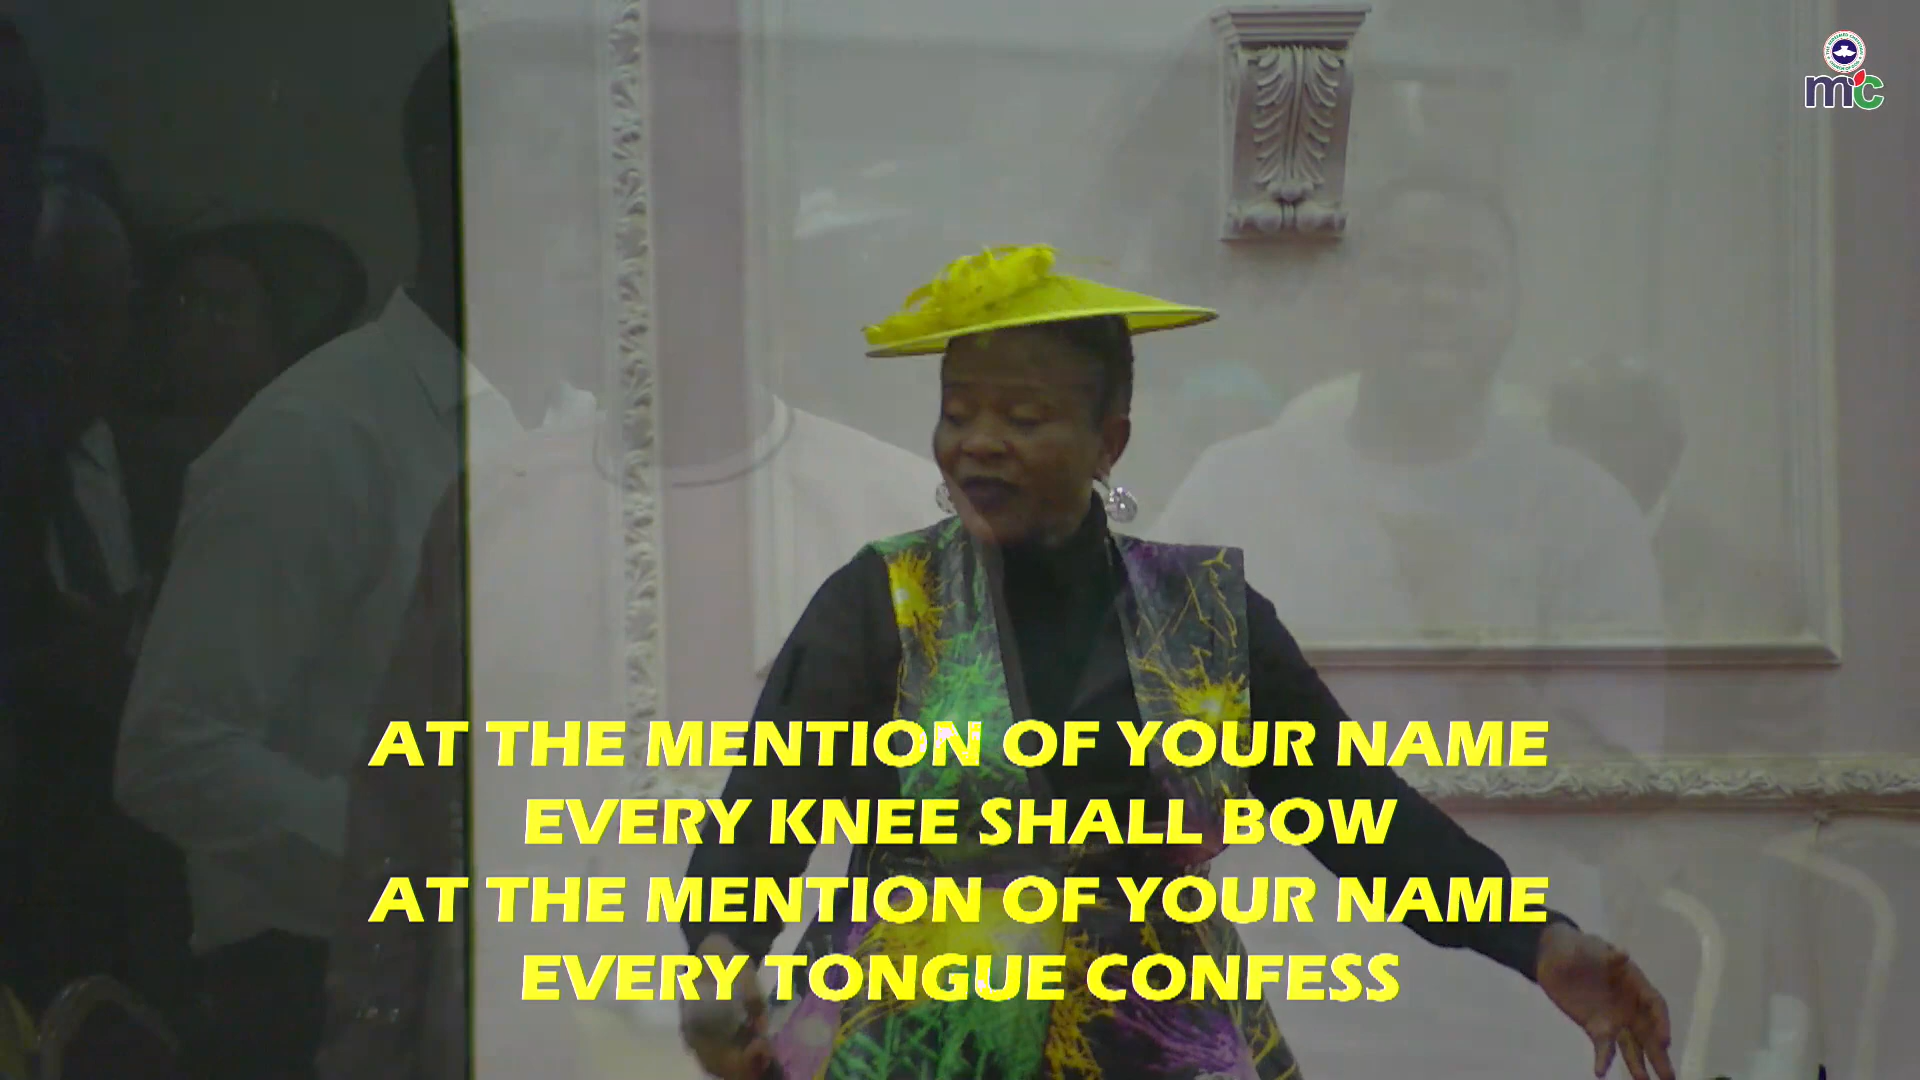 mc
AT THE MENTION OF YOUR NAME
EVERY KNEE SHALL BOW
AT THE MENTION OF YOUR NAME
EVERY TONGUE CONFESS